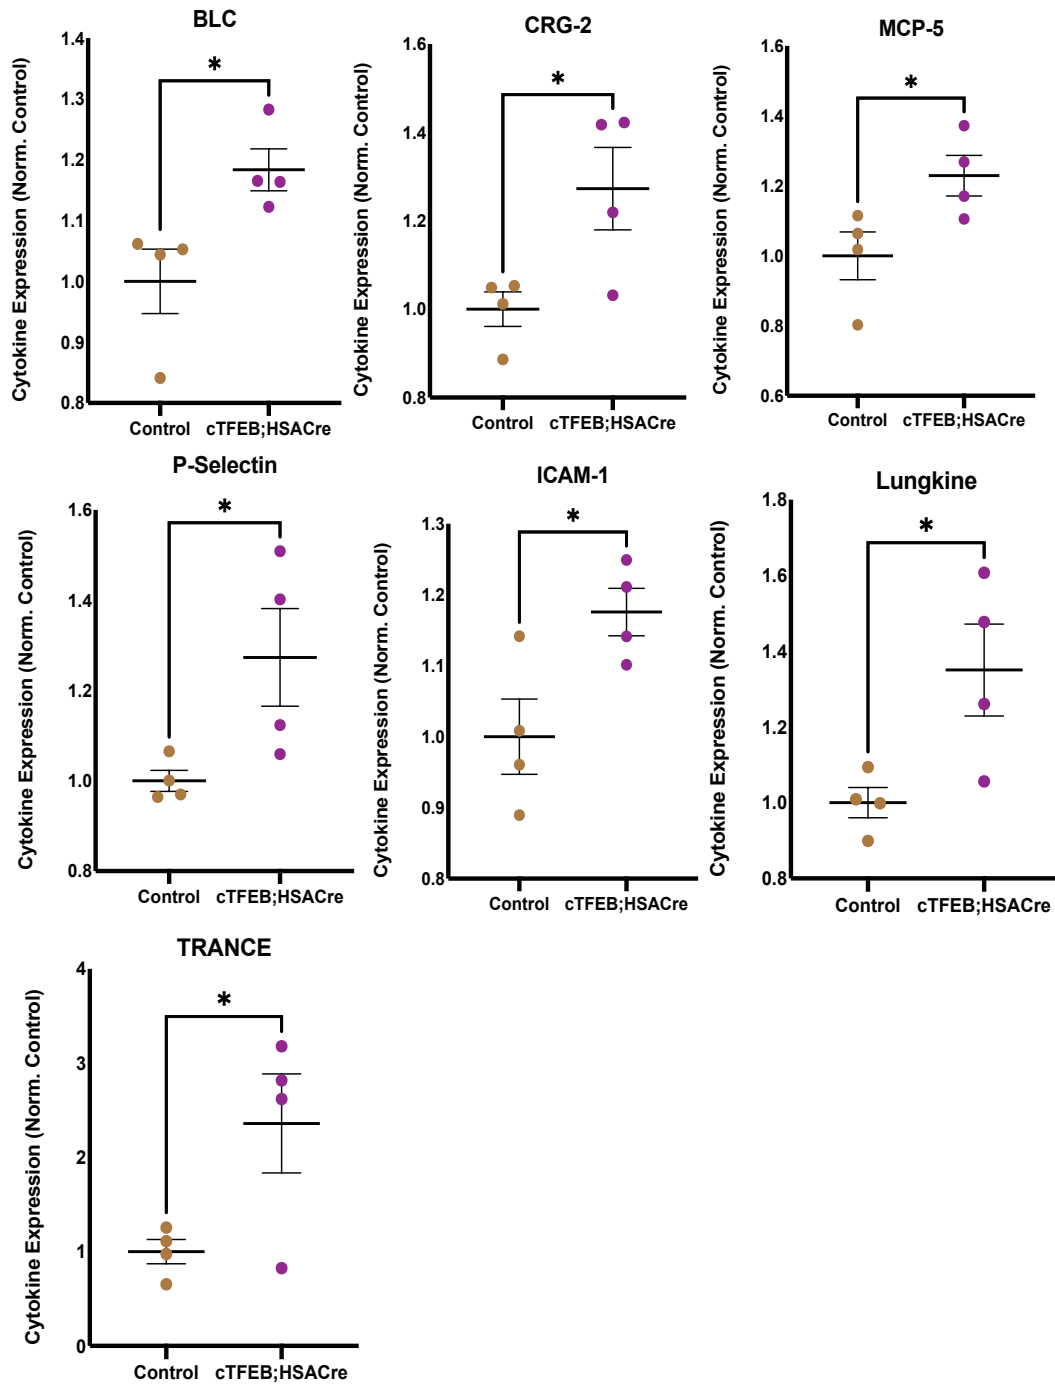 BLC
Cytokine Expression (Norm. Control)
1.4
1.3
1.2
1.1
1.0
0.9
0.8
*
Control cTFEB;HSACre
CRG-2
Cytokine Expression (Norm. Control)
1.6
1.4
1.2
1.0
0.8
*
Control cTFEB;HSACre
MCP-5
Cytokine Expression (Norm. Control)
1.6
1.4
1.2
1.0
0.8
0.6
*
Control cTFEB;HSACre
P-Selectin
Cytokine Expression (Norm. Control)
1.6
1.4
1.2
1.0
0.8
*
Control cTFEB;HSACre
ICAM-1
Cytokine Expression (Norm. Control)
1.3
1.2
1.1
1.0
0.9
0.8
*
Control cTFEB;HSACre
Lungkine
Cytokine Expression (Norm. Control)
1.8
1.6
1.4
1.2
1.0
0.8
*
Control cTFEB;HSACre
TRANCE
Cytokine Expression (Norm. Control)
4
3
2
1
0
*
Control cTFEB;HSACre